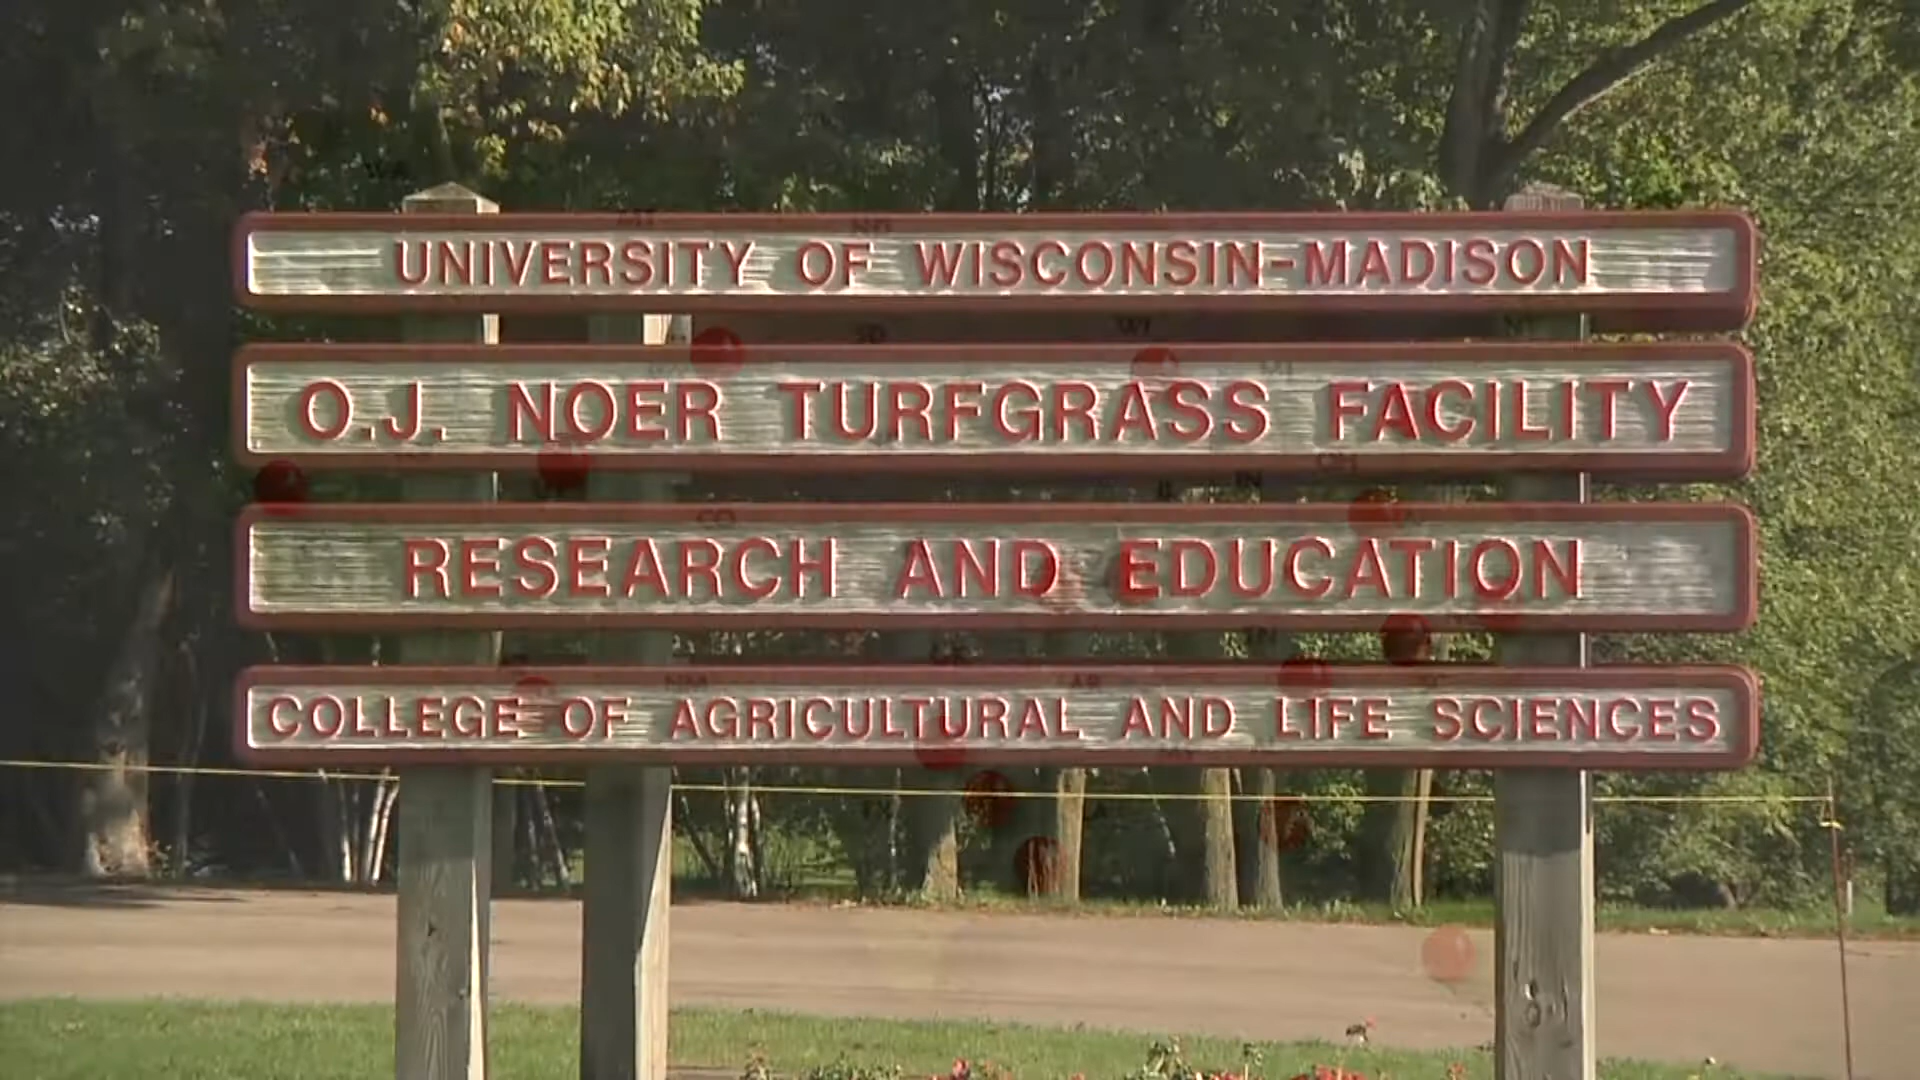 UNIVERSITY OF WISCONSIN-MADISON
O.J. NOER TURFGRASS FACILITY
RESEARCH AND EDUCATION
COLLEGE OF AGRICULTURAL AND LIFE SCIENCES